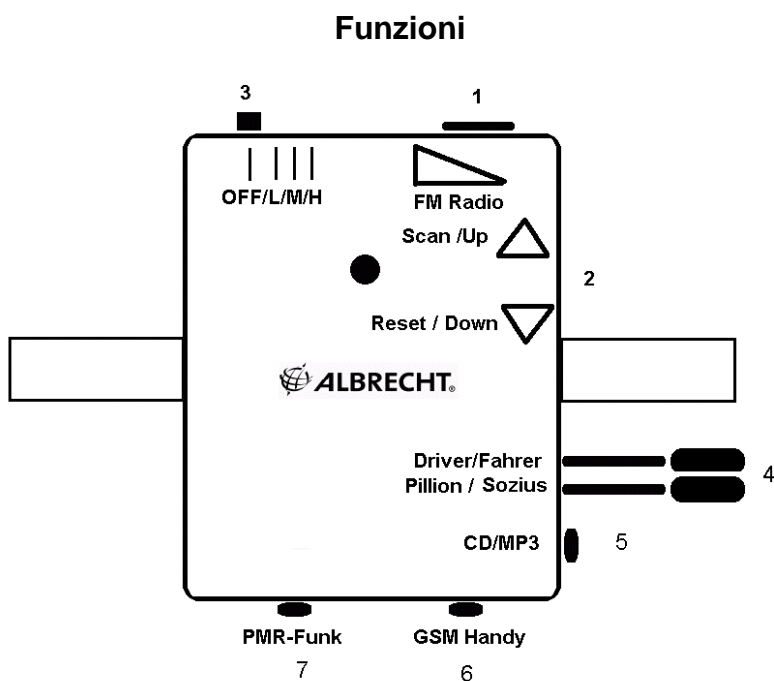 Funzioni
3
1
OFF/L/M/H
FM Radio
Scan /Up
2
Reset / Down
ALBRECHT®
Driver/Fahrer
Pillion / Sozius
4
CD/MP3
5
PMR-Funk
GSM Handy
7
6